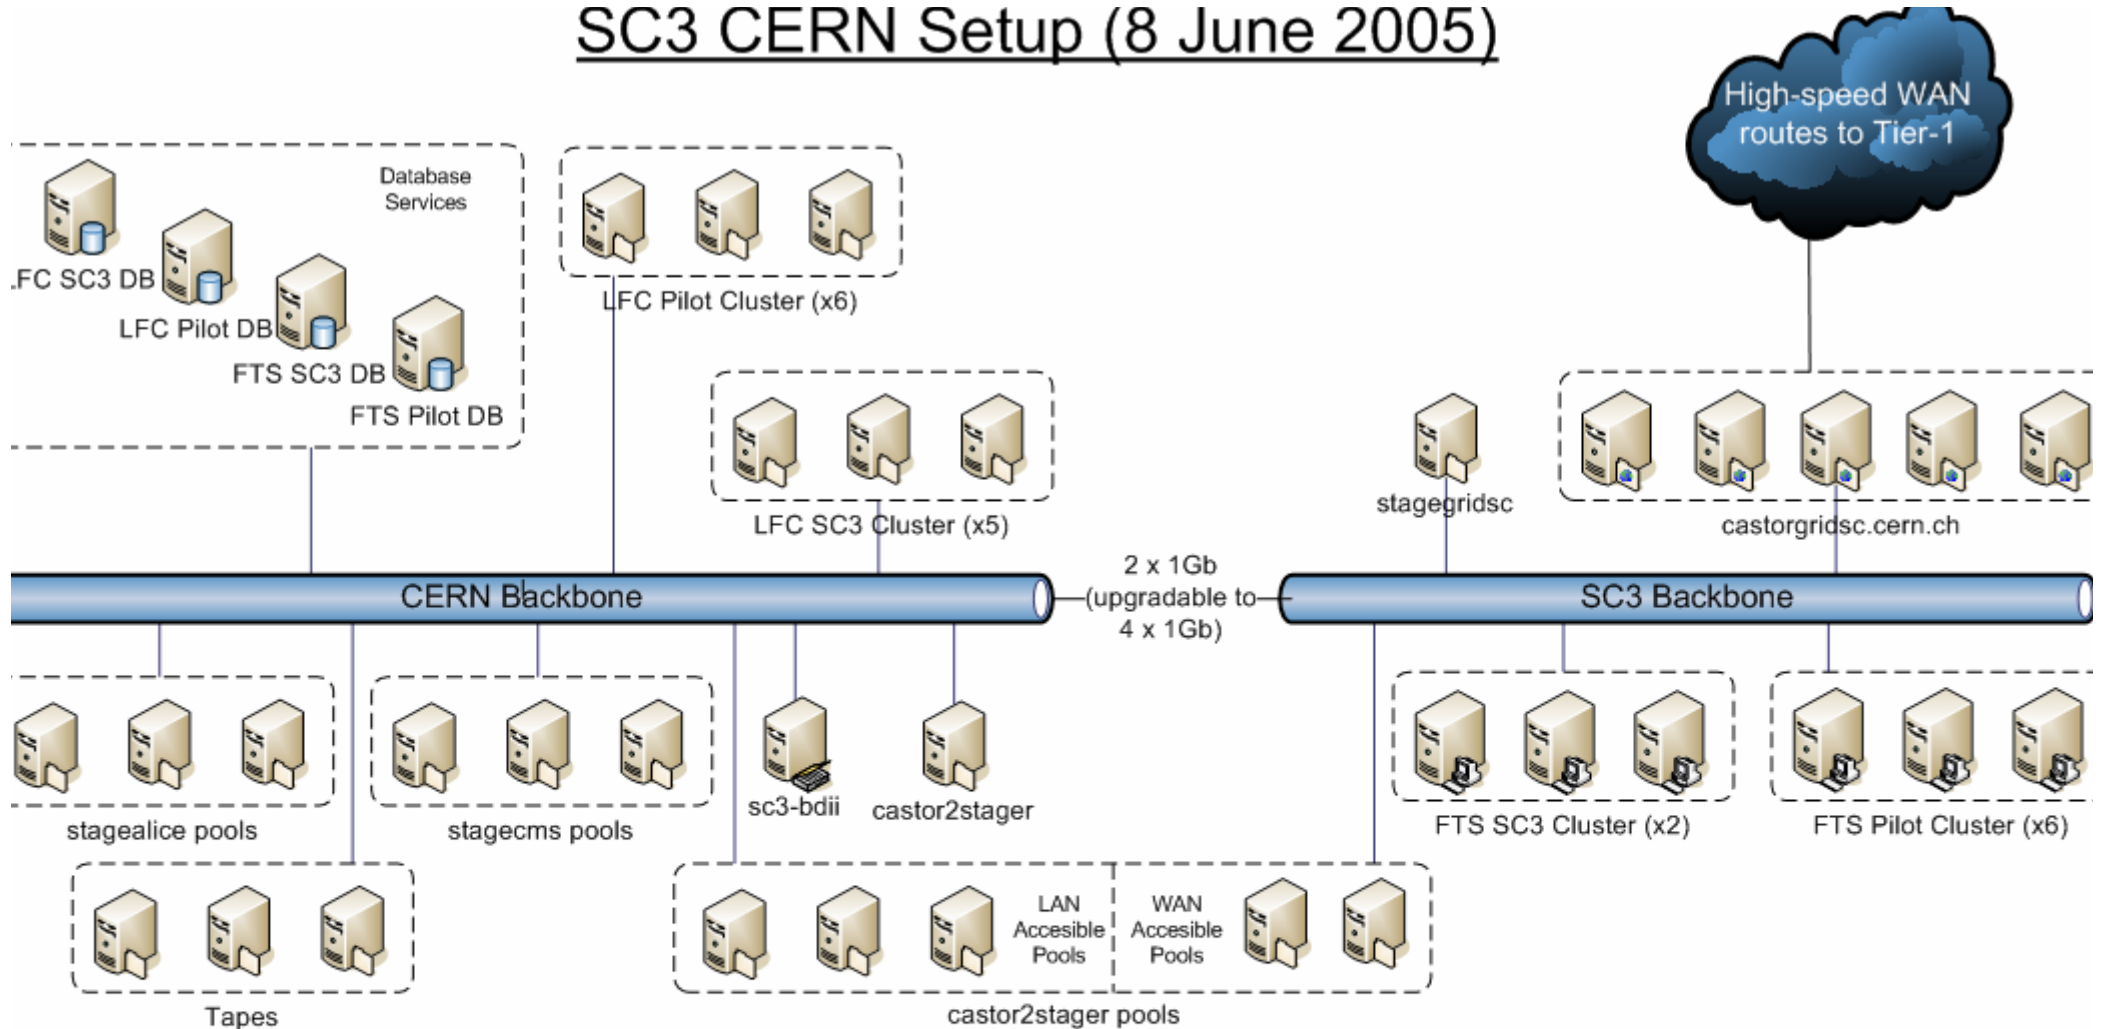 SC3 CERN Setup (8 June 2005)
High-speed WAN
routes to Tier-1
Database
Services
LFC SC3 DB
LFC Pilot DB
FTS SC3 DB
FTS Pilot DB
LFC Pilot Cluster (x6)
LFC SC3 Cluster (x5)
stagegridsc
castorgridsc.cern.ch
CERN Backbone
2 x 1Gb
(upgradable to
4 x 1Gb)
SC3 Backbone
stagealice pools
stagecms pools
sc3-bdii
castor2stager
FTS SC3 Cluster (x2)
FTS Pilot Cluster (x6)
LAN
Accesible
Pools
WAN
Accesible
Pools
Tapes
castor2stager pools